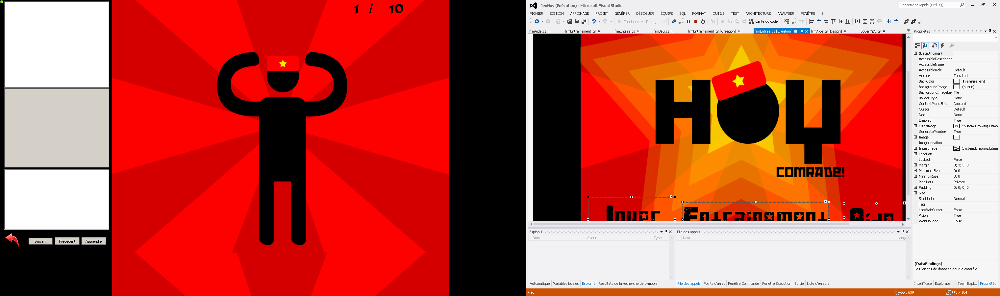 1 / 10
Suivant
Précédent
Apprendre
JeuHoy (Exécution) - Microsoft Visual Studio
Lancement rapide (Ctrl+Q)
FICHIER EDITION AFFICHAGE PROJET GÉNÉRER DÉBOGUER ÉQUIPE SQL FORMAT OUTILS TEST ARCHITECTURE ANALYSER FENÊTRE ?
Continuer Debug Carte du code
frmAide.cs frmEntrainement.cs frmEntree.cs frmJeu.cs frmEntrainement.cs [Création] frmEntree.cs [Création] frmAide.cs [Design] JouerMp3.cs
HOY
COMRADE!
Jouer Entrainement Aide
Propriétés
(DataBindings)
AccessibleDescription
AccessibleName
AccessibleRole Default
Anchor Top, Left
BackColor Transparent
BackgroundImage (aucun)
BackgroundImageLay Tile
BorderStyle None
ContextMenuStrip (aucun)
Cursor Default
Dock None
Enabled True
ErrorImage System.Drawing.Bitma
GenerateMember True
Image
ImageLocation
InitialImage System.Drawing.Bitma
Location
Locked False
Margin 3; 3; 3; 3
MaximumSize 0; 0
MinimumSize 0; 0
Modifiers Private
Padding 0; 0; 0; 0
Size
SizeMode Normal
Tag
UseWaitCursor False
Visible True
WaitOnLoad False
(DataBindings)
Les liaisons de données pour le contrôle.
Espion 1
Nom Valeur Type
Pile des appels
Nom Langa
Automatique Variables locales Espion 1 Résultats de la recherche de symbole
Pile des appels Points d'arrêt Fenêtre Commande Fenêtre Exécution Sortie Liste d'erreurs
IntelliTrace Explorate... Team Expl... Propriétés
Prêt
455 , 639
443 x 104